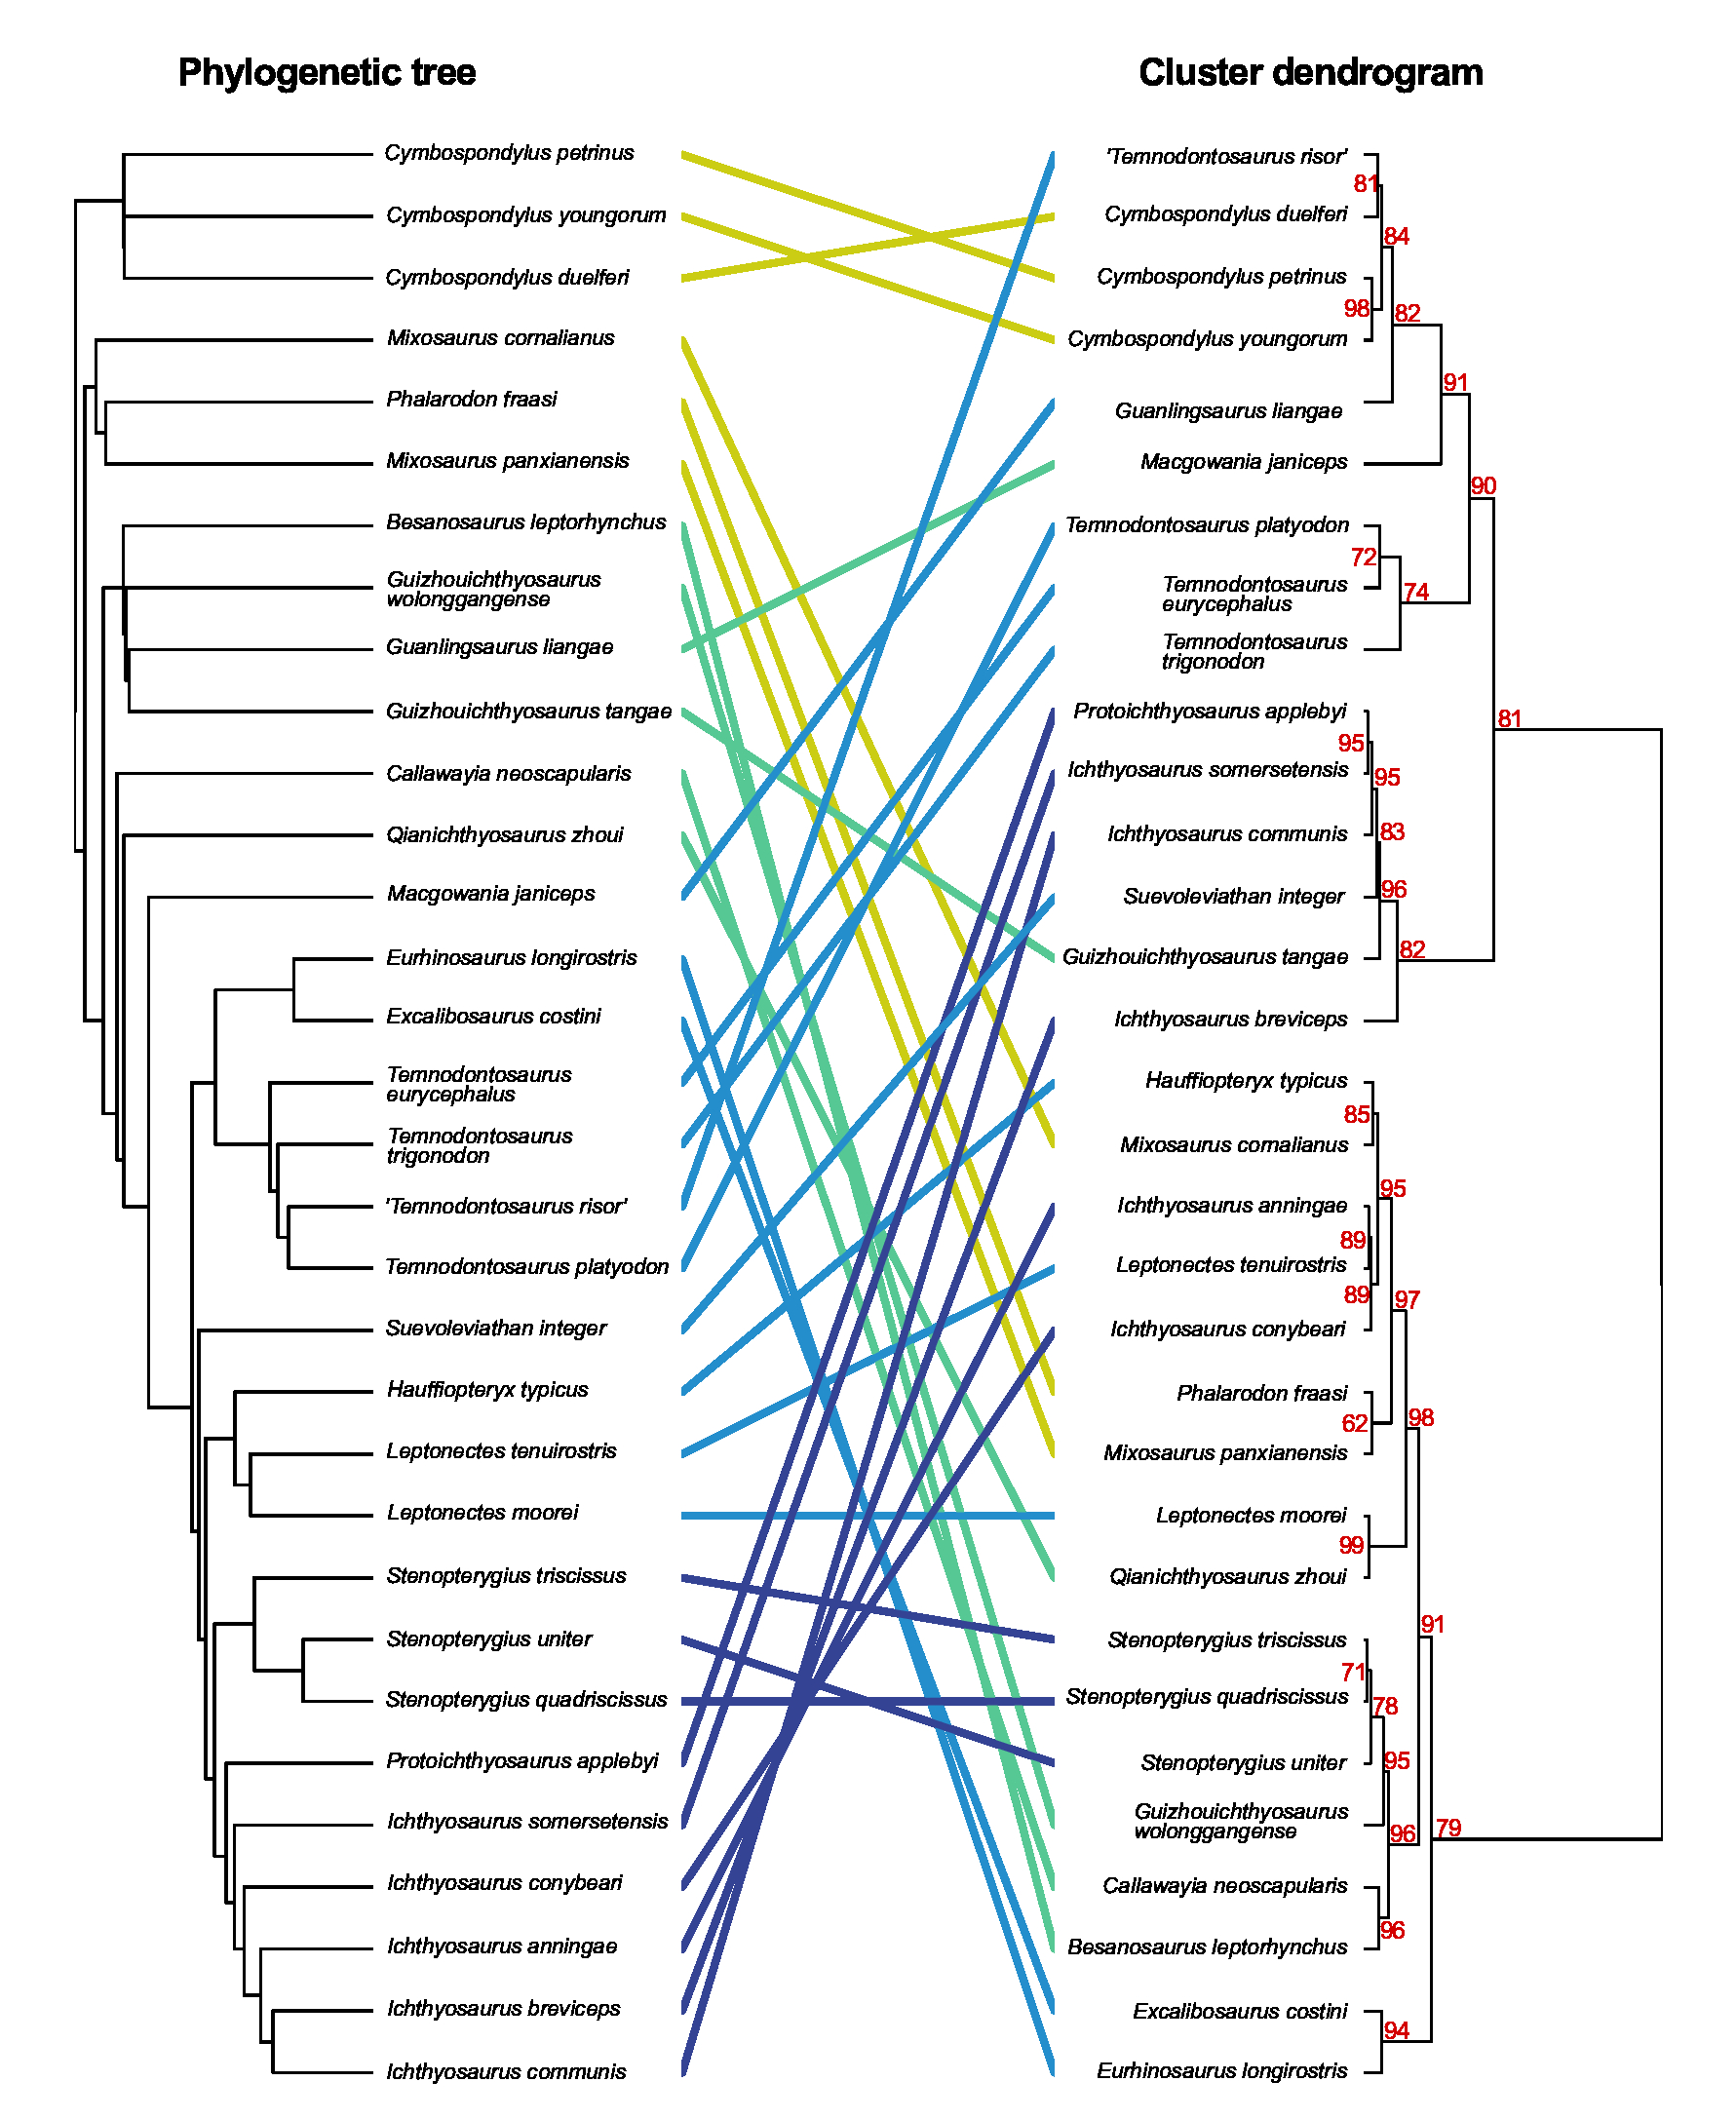 Phylogenetic tree
Cymbospondylus petrinus
Cymbospondylus youngorum
Cymbospondylus duelferi
Mixosaurus cornalianus
Phalarodon fraasi
Mixosaurus panxianensis
Besanosaurus leptorhynchus
Guizhouichthyosaurus
wolonggangense
Guanlingsaurus liangae
Guizhouichthyosaurus tangae
Callawayia neoscapularis
Qianichthyosaurus zhoui
Macgowania janiceps
Eurhinosaurus longirostris
Excalibosaurus costini
Temnodontosaurus
eurycephalus
Temnodontosaurus
trigonodon
'Temnodontosaurus risor'
Temnodontosaurus platyodon
Suevoleviathan integer
Hauffiopteryx typicus
Leptonectes tenuirostris
Leptonectes moorei
Stenopterygius triscissus
Stenopterygius uniter
Stenopterygius quadriscissus
Protoichthyosaurus applebyi
Ichthyosaurus somersetensis
Ichthyosaurus conybeari
Ichthyosaurus anningae
Ichthyosaurus breviceps
Ichthyosaurus communis
Cluster dendrogram
'Temnodontosaurus risor'
81
Cymbospondylus duelferi
84
Cymbospondylus petrinus
98
82
Cymbospondylus youngorum
91
Guanlingsaurus liangae
Macgowania janiceps
90
Temnodontosaurus platyodon
72
Temnodontosaurus
eurycephalus
74
Temnodontosaurus
trigonodon
Protoichthyosaurus applebyi
81
95
Ichthyosaurus somersetensis
95
Ichthyosaurus communis
83
96
Suevoleviathan integer
82
Guizhouichthyosaurus tangae
Ichthyosaurus breviceps
Hauffiopteryx typicus
85
Mixosaurus cornalianus
95
Ichthyosaurus anningae
89
Leptonectes tenuirostris
89
97
Ichthyosaurus conybeari
Phalarodon fraasi
62
98
Mixosaurus panxianensis
Leptonectes moorei
99
Qianichthyosaurus zhoui
91
Stenopterygius triscissus
71
Stenopterygius quadriscissus
78
Stenopterygius uniter
95
Guizhouichthyosaurus
wolonggangense
96
79
Callawayia neoscapularis
96
Besanosaurus leptorhynchus
Excalibosaurus costini
94
Eurhinosaurus longirostris